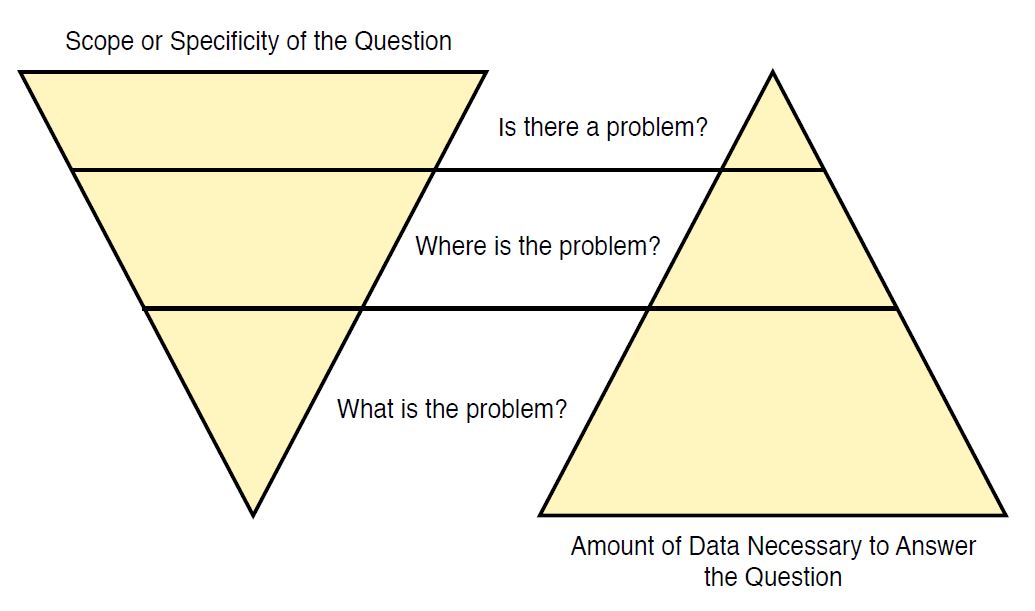 Scope or Specificity of the Question
Is there a problem?
Where is the problem?
What is the problem?
Amount of Data Necessary to Answer
the Question